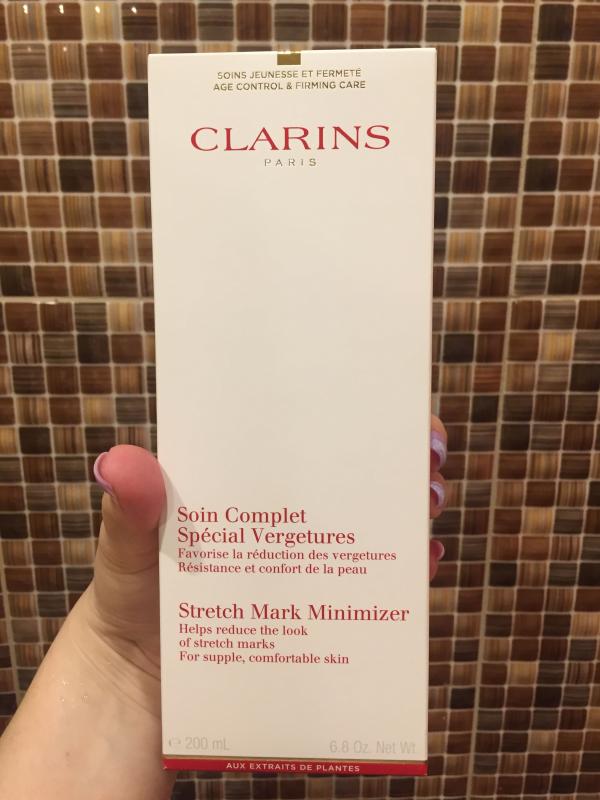 SOINS JEUNESSE ET FERMETÉ
AGE CONTROL & FIRMING CARE
CLARINS
PARIS
Soin Complet
Spécial Vergetures
Favorise la réduction des vergetures
Résistance et confort de la peau
Stretch Mark Minimizer
Helps reduce the look
of stretch marks
For supple, comfortable skin
℮ 200 mL 6.8 Oz. Net Wt.
AUX EXTRAITS DE PLANTES